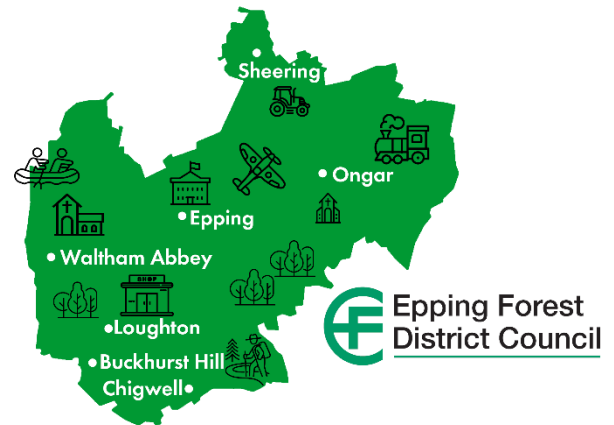 Sheering
Ongar
Epping
Waltham Abbey
SHOP
Loughton
Buckhurst Hill
Chigwell
Epping Forest
District Council